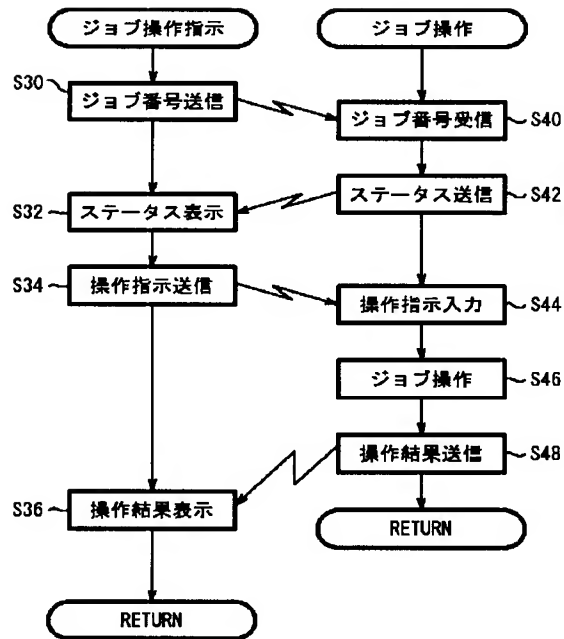 ジョブ操作指示
S30
ジョブ番号送信
S32
ステータス表示
S34
操作指示送信
S36
操作結果表示
RETURN
ジョブ操作
ジョブ番号受信
S40
ステータス送信
S42
操作指示入力
S44
ジョブ操作
S46
操作結果送信
S48
RETURN